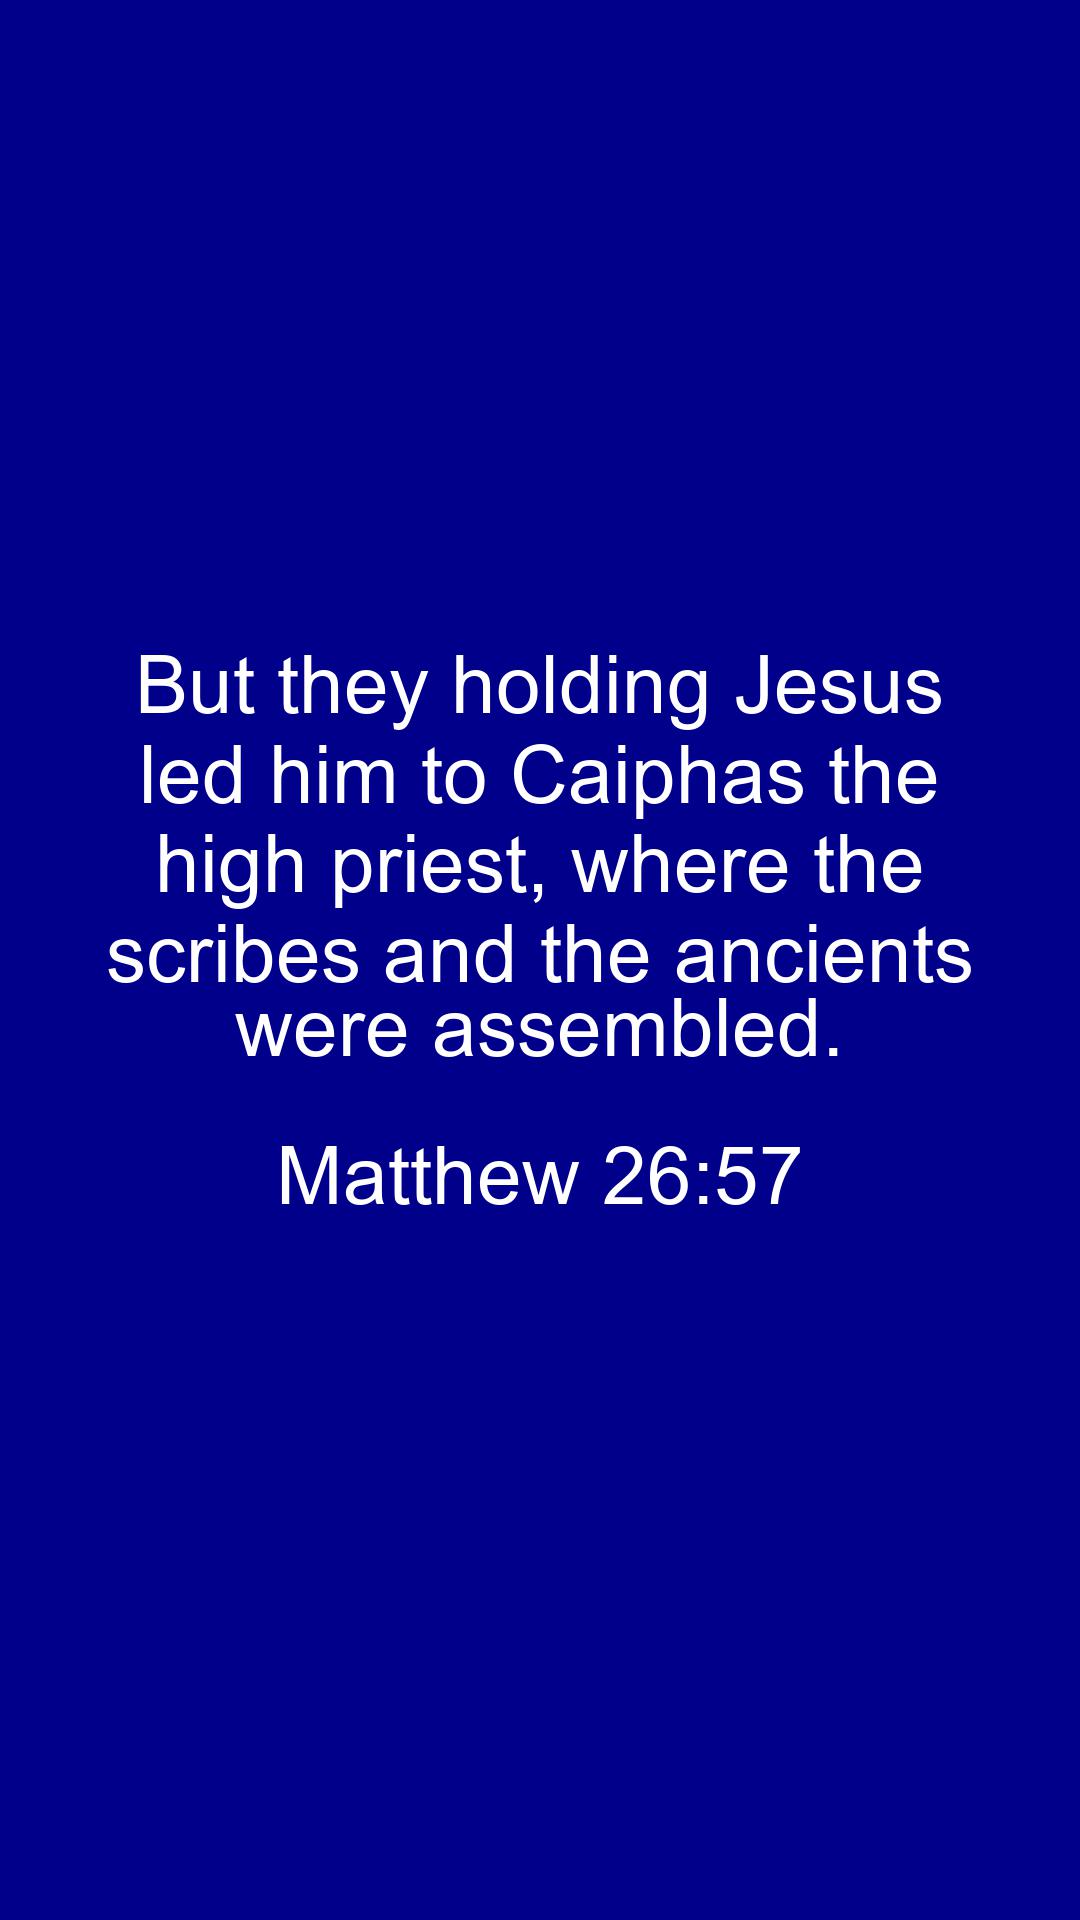 But they holding Jesus
led him to Caiphas the
high priest, where the
scribes and the ancients
were assembled.
Matthew 26:57